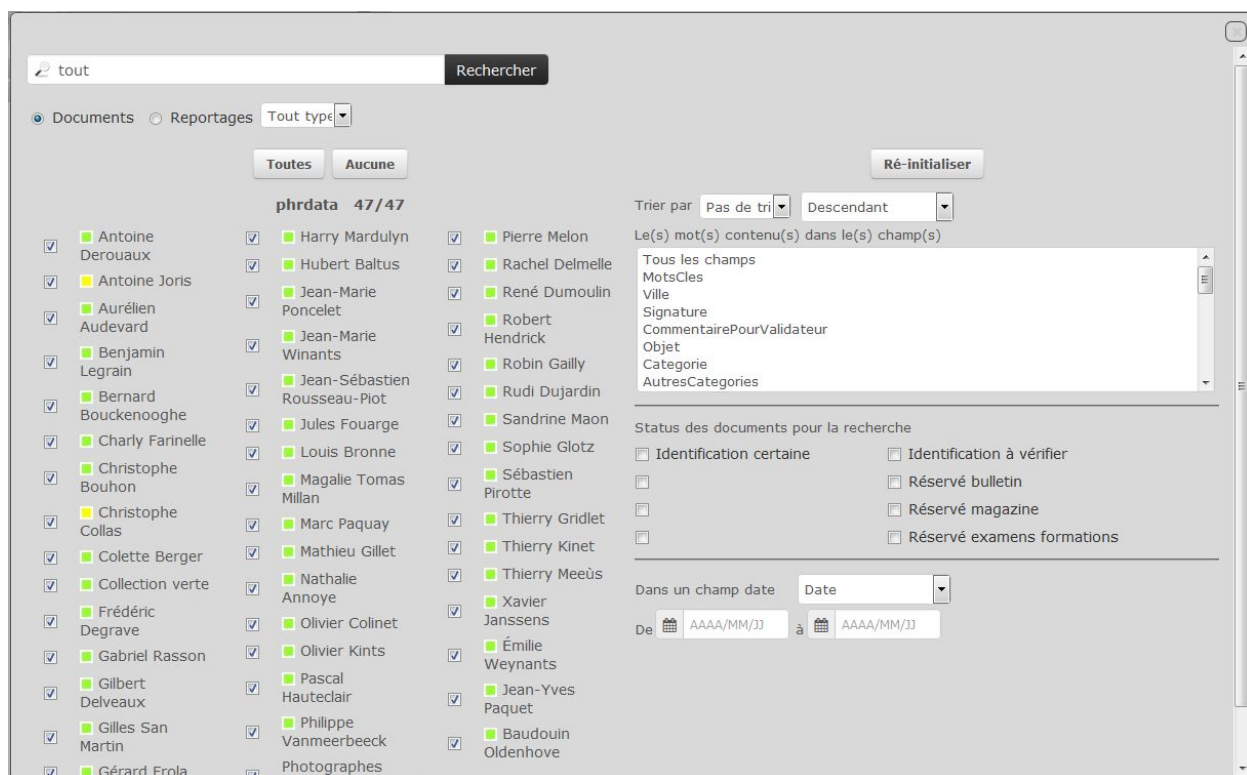 tout
Rechercher
Documents
Reportages
Tout type
Toutes
Aucune
Ré-initialiser
phrdata 47/47
Antoine
Derouaux
Antoine Joris
Aurélien
Audevard
Benjamin
Legrain
Bernard
Bouckenooghe
Charly Farinelle
Christophe
Bouhon
Christophe
Collas
Colette Berger
Collection verte
Frédéric
Degrave
Gabriel Rasson
Gilbert
Delveaux
Gilles San
Martin
Gérard Frola
Harry Mardulyn
Hubert Baltus
Jean-Marie
Poncelet
Jean-Marie
Winants
Jean-Sébastien
Rousseau-Piot
Jules Fouarge
Louis Bronne
Magalie Tomas
Millan
Marc Paquay
Mathieu Gillet
Nathalie
Annoye
Olivier Colinet
Olivier Kints
Pascal
Hauteclair
Philippe
Vanmeerbeeck
Photographes
Pierre Melon
Rachel Delmelle
René Dumoulin
Robert
Hendrick
Robin Gailly
Rudi Dujardin
Sandrine Maon
Sophie Glotz
Sébastien
Pirotte
Thierry Gridlet
Thierry Kinet
Thierry Meeùs
Xavier
Janssens
Émilie
Weynants
Jean-Yves
Paquet
Baudouin
Oldenhove
Trier par Pas de tri Descendant
Le(s) mot(s) contenu(s) dans le(s) champ(s)
Tous les champs
MotsCles
Ville
Signature
CommentairePourValidateur
Objet
Categorie
AutresCategories
Status des documents pour la recherche
Identification certaine
Identification à vérifier
Réservé bulletin
Réservé magazine
Réservé examens formations
Dans un champ date Date
De AAAA/MM/JJ à AAAA/MM/JJ